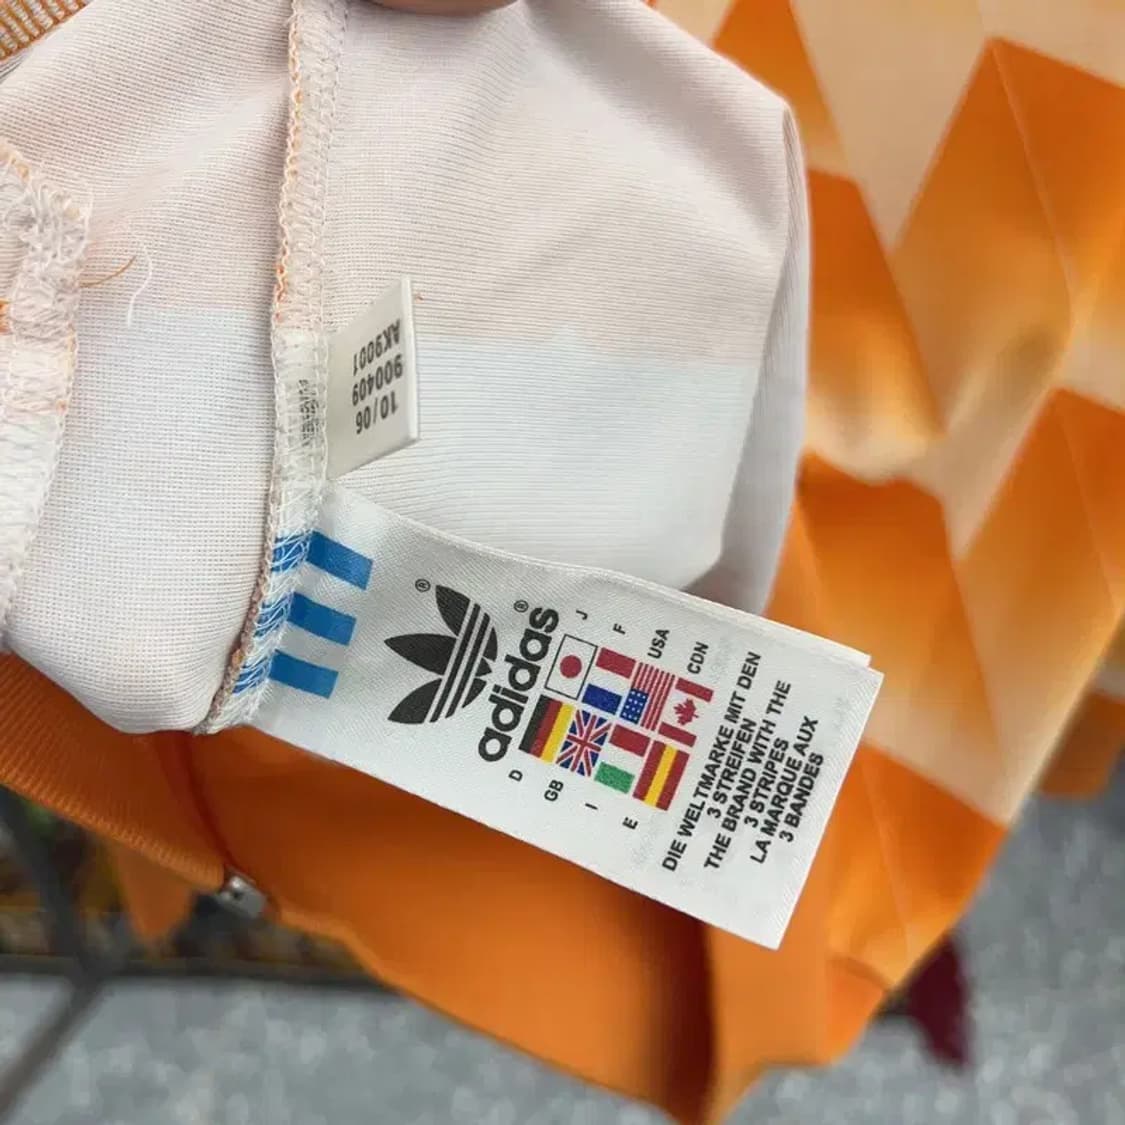 AK9001
900409
10/06
adidas®
®
J
F
USA
CDN
D
GB
I
E
DIE WELTMARKE MIT DEN
3 STREIFEN
THE BRAND WITH THE
3 STRIPES
LA MARQUE AUX
3 BANDES